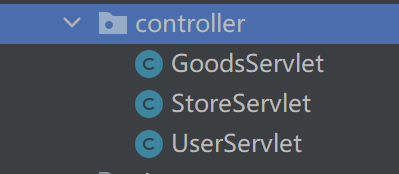 controller
C GoodsServlet
C StoreServlet
C UserServlet